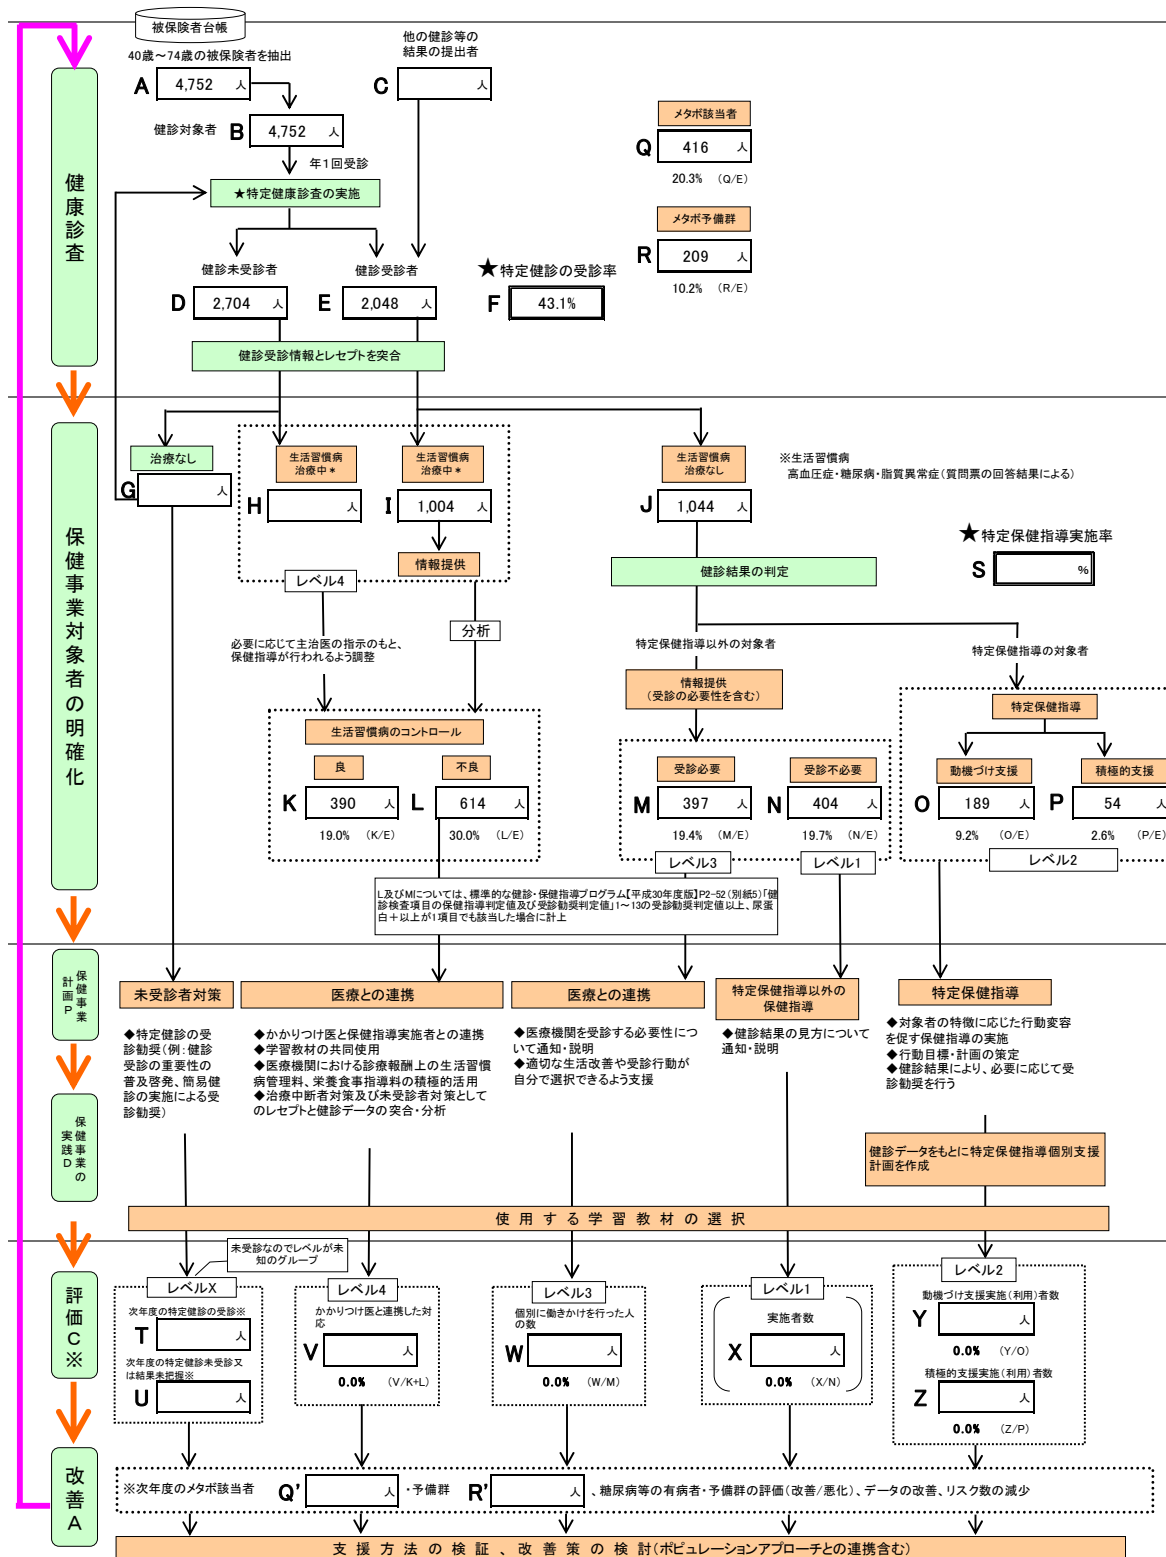 被保険者台帳
40歳～74歳の被保険者を抽出
A 4,752 人
他の健診等の
結果の提出者
C 人
健診対象者 B 4,752 人
年1回受診
★特定健康診査の実施
メタボ該当者
Q 416 人
20.3% (Q/E)
メタボ予備群
R 209 人
10.2% (R/E)
健康診査
健診未受診者
D 2,704 人
健診受診者
E 2,048 人
★特定健診の受診率
F 43.1%
健診受診情報とレセプトを突合
保健事業対象者の明確化
治療なし
G 人
生活習慣病
治療中*
H 人
生活習慣病
治療中*
I 1,004 人
情報提供
レベル4
生活習慣病
治療なし
J 1,044 人
※生活習慣病
高血圧症・糖尿病・脂質異常症(質問票の回答結果による)
★特定保健指導実施率
S %
健診結果の判定
必要に応じて主治医の指示のもと、
保健指導が行われるよう調整
分析
特定保健指導以外の対象者
特定保健指導の対象者
情報提供
(受診の必要性を含む)
生活習慣病のコントロール
良
K 390 人
19.0% (K/E)
不良
L 614 人
30.0% (L/E)
受診必要
M 397 人
19.4% (M/E)
レベル3
受診不必要
N 404 人
19.7% (N/E)
レベル1
特定保健指導
動機づけ支援
O 189 人
9.2% (O/E)
積極的支援
P 54 人
2.6% (P/E)
レベル2
L及びMについては、標準的な健診・保健指導プログラム【平成30年度版】P2-52(別紙5)「健
診検査項目の保健指導判定値及び受診勧奨判定値」1～13の受診勧奨判定値以上、尿蛋
白+以上が1項目でも該当した場合に計上
保健事業
計画P
未受診者対策
◆特定健診の受
診勧奨(例:健診
受診の重要性の
普及啓発、簡易健
診の実施による受
診勧奨)
医療との連携
◆かかりつけ医と保健指導実施者との連携
◆学習教材の共同使用
◆医療機関における診療報酬上の生活習慣
病管理料、栄養食事指導料の積極的活用
◆治療中断者対策及び未受診者対策として
のレセプトと健診データの突合・分析
医療との連携
◆医療機関を受診する必要性につ
いて通知・説明
◆適切な生活改善や受診行動が
自分で選択できるよう支援
特定保健指導以外の
保健指導
◆健診結果の見方について
通知・説明
特定保健指導
◆対象者の特徴に応じた行動変容
を促す保健指導の実施
◆行動目標・計画の策定
◆健診結果により、必要に応じて受
診勧奨を行う
保健事業の
実践D
健診データをもとに特定保健指導個別支援
計画を作成
使用する学習教材の選択
評価C※
未受診なのでレベルが未
知のグループ
レベルX
次年度の特定健診の受診※
T 人
次年度の特定健診未受診又
は結果未把握※
U 人
レベル4
かかりつけ医と連携した対
応
V 人
0.0% (V/K+L)
レベル3
個別に働きかけを行った人
の数
W 人
0.0% (W/M)
レベル1
実施者数
X 人
0.0% (X/N)
レベル2
動機づけ支援実施(利用)者数
Y 人
0.0% (Y/O)
積極的支援実施(利用)者数
Z 人
0.0% (Z/P)
改善A
※次年度のメタボ該当者 Q' 人 ・予備群 R' 人 、糖尿病等の有病者・予備群の評価(改善/悪化)、データの改善、リスク数の減少
支援方法の検証、改善策の検討(ポピュレーションアプローチとの連携含む)